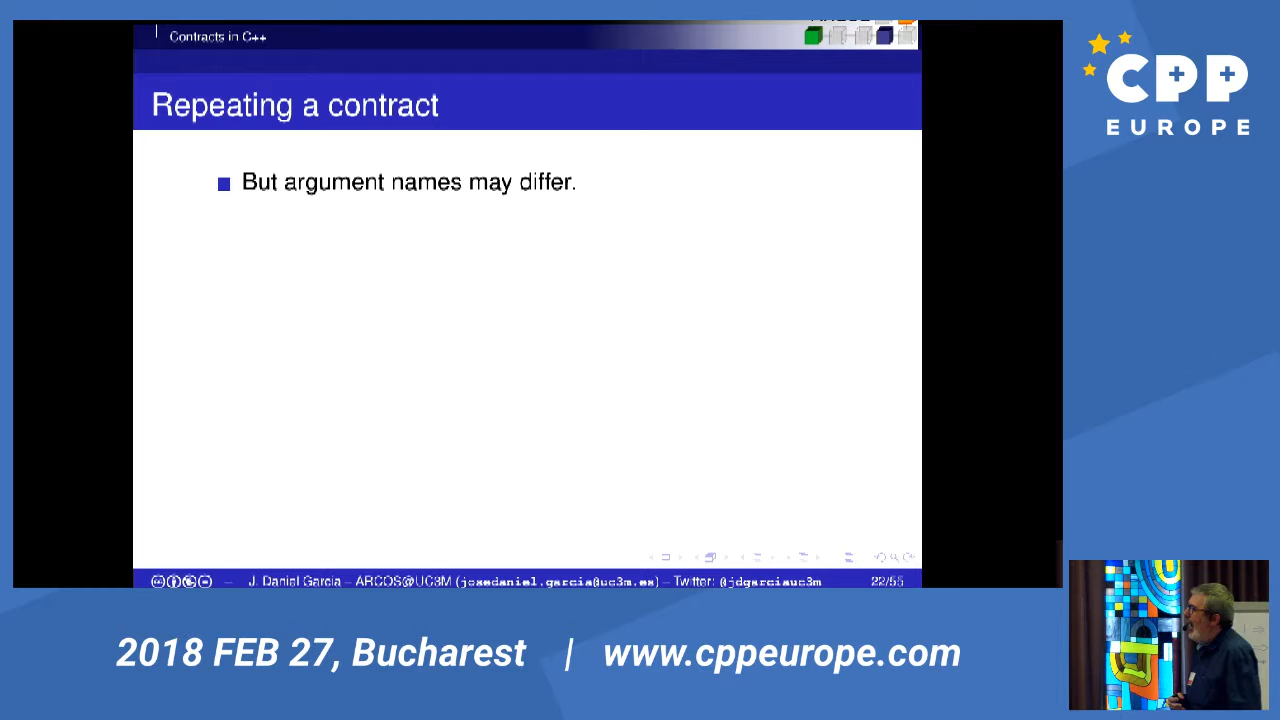 Contracts in C++
Repeating a contract
But argument names may differ.
J. Daniel Garcia – ARCOS@UC3M (josedaniel.garcia@uc3m.es) – Twitter: @jdgarciauc3m
22/55
CPP
EUROPE
2018 FEB 27, Bucharest | www.cppeurope.com